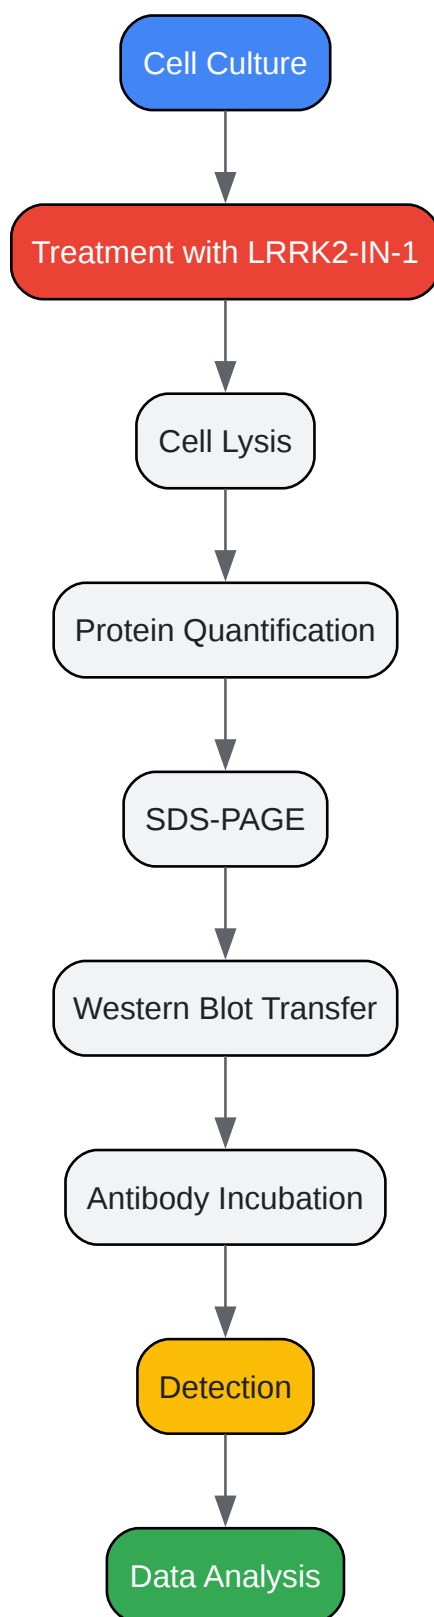 Cell Culture
Treatment with LRRK2-IN-1
Cell Lysis
Protein Quantification
SDS-PAGE
Western Blot Transfer
Antibody Incubation
Detection
Data Analysis